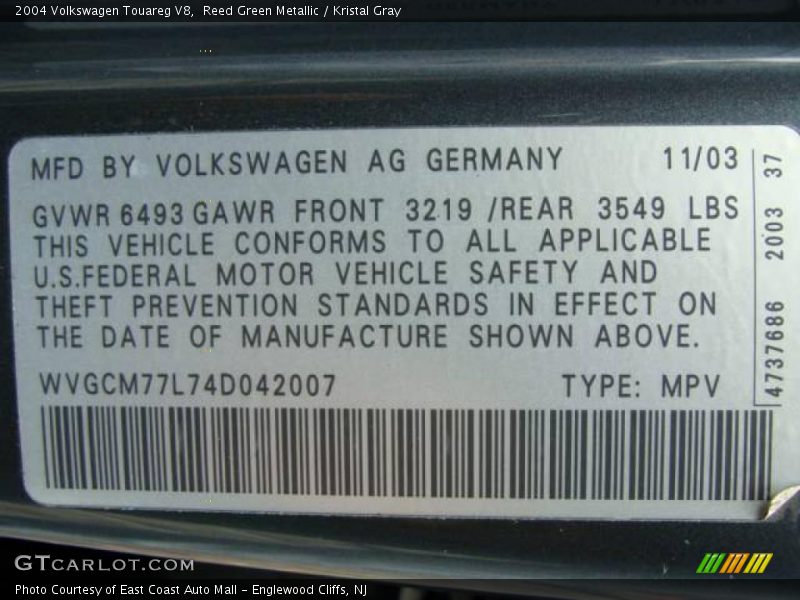 2004 Volkswagen Touareg V8, Reed Green Metallic / Kristal Gray
MFD BY VOLKSWAGEN AG GERMANY 11/03
GVWR 6493 GAWR FRONT 3219 /REAR 3549 LBS
THIS VEHICLE CONFORMS TO ALL APPLICABLE
U.S.FEDERAL MOTOR VEHICLE SAFETY AND
THEFT PREVENTION STANDARDS IN EFFECT ON
THE DATE OF MANUFACTURE SHOWN ABOVE.
WVGCM77L74D042007 TYPE: MPV
4737686 2003 37
GTCARLOT.COM
Photo Courtesy of East Coast Auto Mall - Englewood Cliffs, NJ